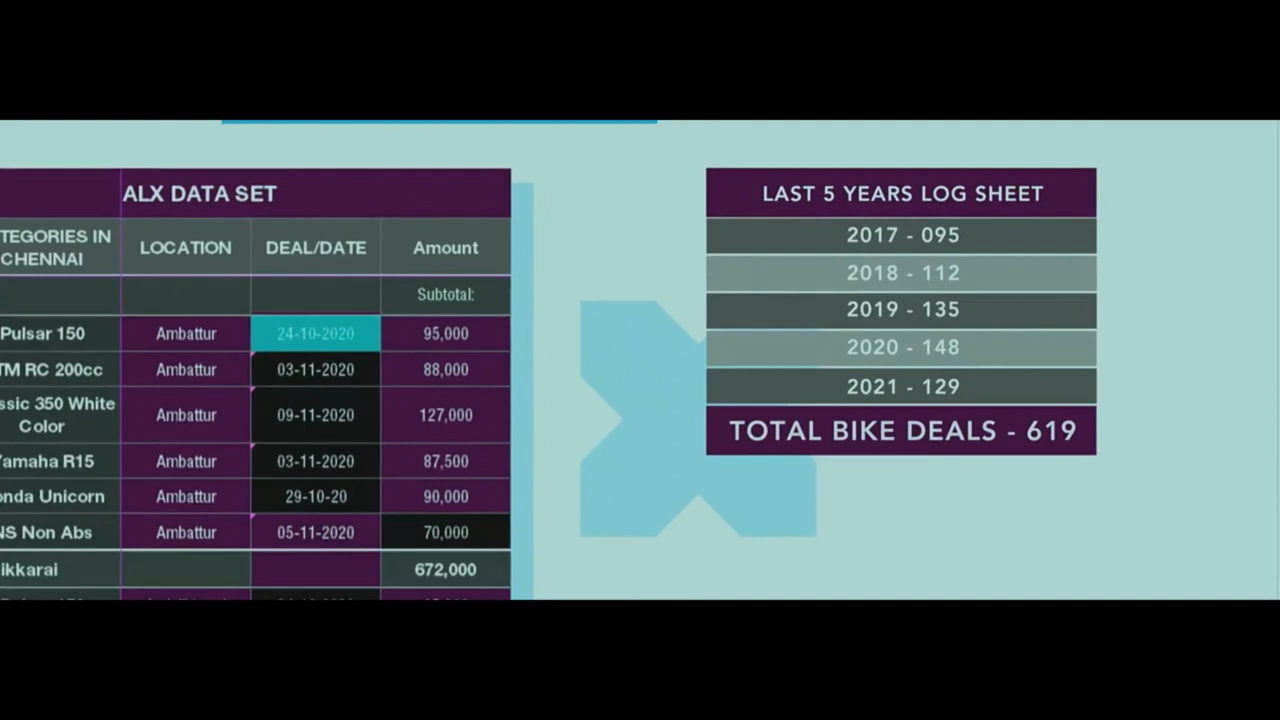 ALX DATA SET
TEGORIES IN
CHENNAI
LOCATION
DEAL/DATE
Amount
Subtotal:
Pulsar 150 Ambattur 24-10-2020 95,000
TM RC 200cc Ambattur 03-11-2020 88,000
ssic 350 White
Color
Ambattur 09-11-2020 127,000
Yamaha R15 Ambattur 03-11-2020 87,500
onda Unicorn Ambattur 29-10-20 90,000
NS Non Abs Ambattur 05-11-2020 70,000
ikkarai 672,000
LAST 5 YEARS LOG SHEET
2017 - 095
2018 - 112
2019 - 135
2020 - 148
2021 - 129
TOTAL BIKE DEALS - 619